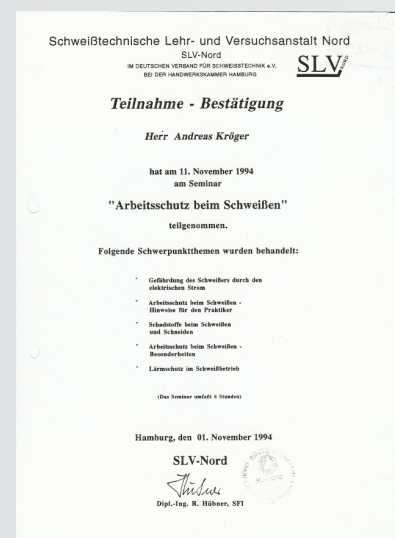 Schweißtechnische Lehr- und Versuchsanstalt Nord
SLV-Nord
IM DEUTSCHEN VERBAND FÜR SCHWEISSTECHNIK e.V.
BEI DER HANDWERKSKAMMER HAMBURG
SLV NORD
Teilnahme - Bestätigung
Herr Andreas Kröger
hat am 11. November 1994
am Seminar
"Arbeitsschutz beim Schweißen"
teilgenommen.
Folgende Schwerpunktthemen wurden behandelt:
* Gefährdung des Schweißers durch den
elektrischen Strom
* Arbeitsschutz beim Schweißen -
Hinweise für den Praktiker
* Schadstoffe beim Schweißen
und Schneiden
* Arbeitsschutz beim Schweißen -
Besonderheiten
* Lärmschutz im Schweißbetrieb
(Das Seminar umfaßt 6 Stunden)
Hamburg, den 01. November 1994
SLV-Nord
Hübner
Dipl.-Ing. R. Hübner, SFI